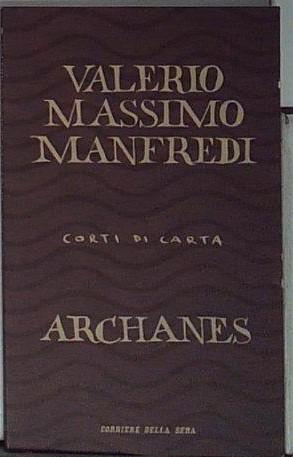 VALERIO
MASSIMO
MANFREDI
CORTI DI CARTA
ARCHANES
CORRIERE DELLA SERA